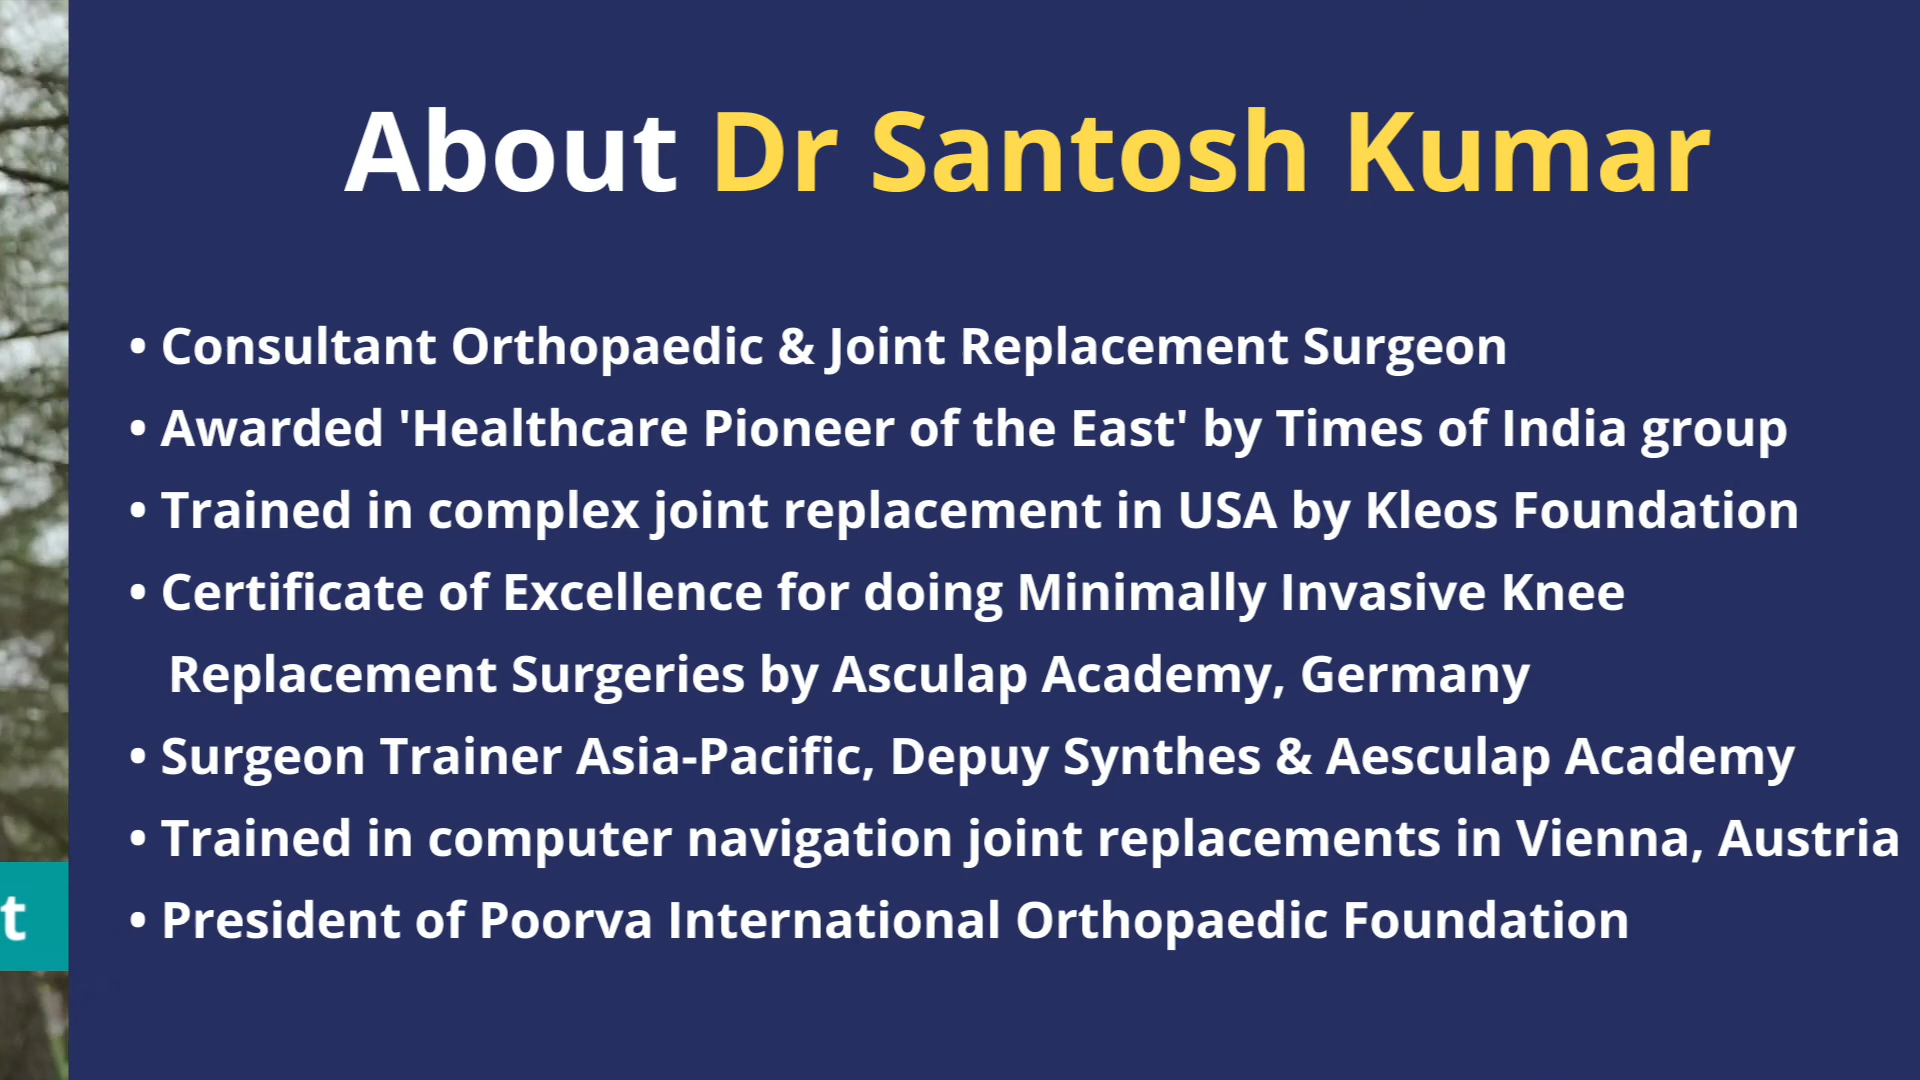 About Dr Santosh Kumar
• Consultant Orthopaedic & Joint Replacement Surgeon
• Awarded 'Healthcare Pioneer of the East' by Times of India group
• Trained in complex joint replacement in USA by Kleos Foundation
• Certificate of Excellence for doing Minimally Invasive Knee
Replacement Surgeries by Asculap Academy, Germany
• Surgeon Trainer Asia-Pacific, Depuy Synthes & Aesculap Academy
• Trained in computer navigation joint replacements in Vienna, Austria
t
• President of Poorva International Orthopaedic Foundation